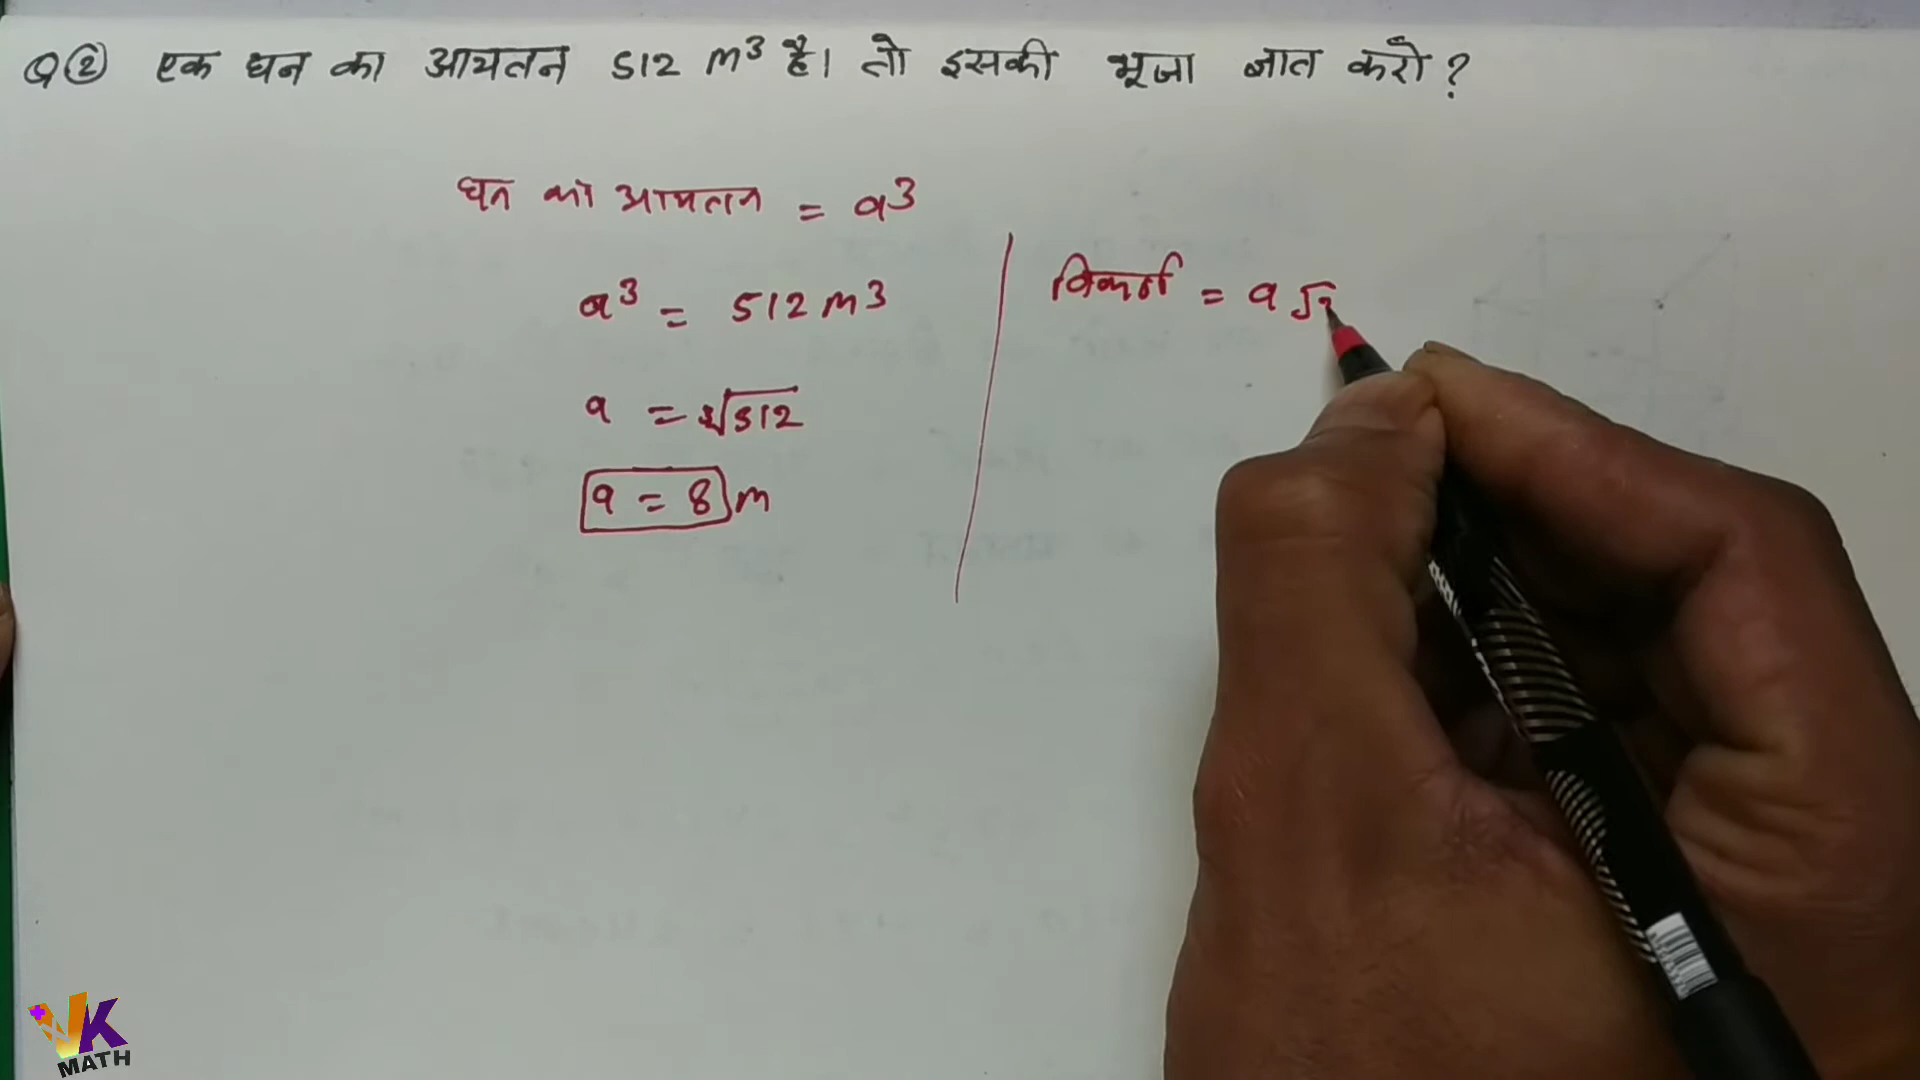 Q② एक घन का आयतन 512 m³ है। तो इसकी भूजा ज्ञात करो ?
घन का आयतन = a³
a³ = 512 m³
a = ∛512
a = 8 m
विकर्ण = a √3
VK
MATH